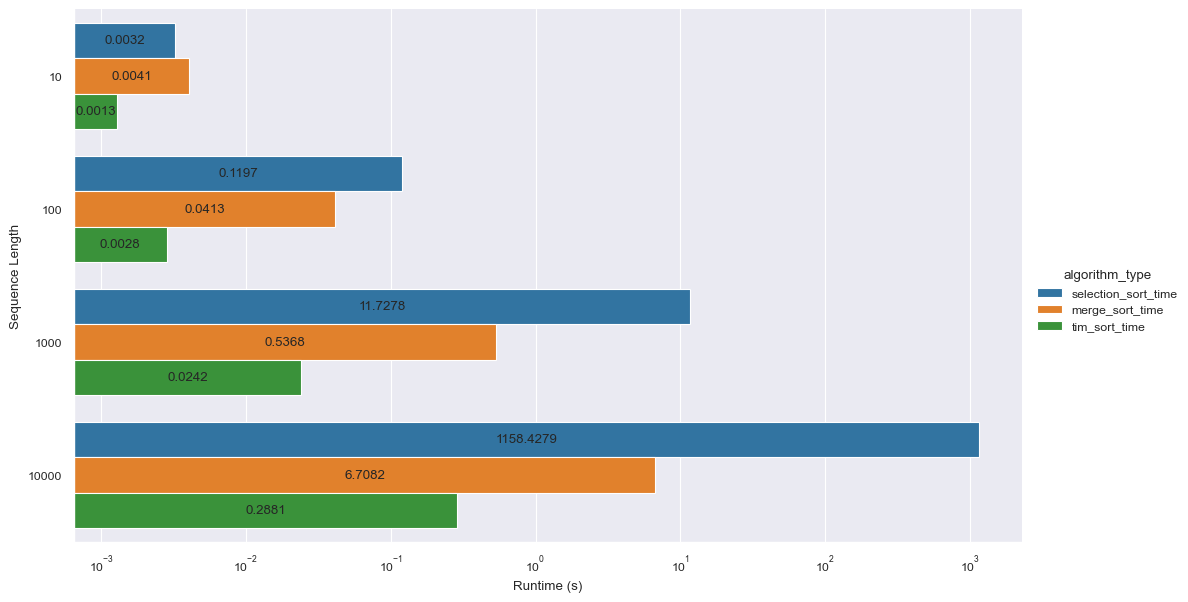 0.0032
10
0.0041
0.0013
0.1197
100
0.0413
0.0028
11.7278
1000
0.5368
0.0242
1158.4279
10000
6.7082
0.2881
Sequence Length
10⁻³ 10⁻² 10⁻¹ 10⁰ 10¹ 10² 10³
Runtime (s)
algorithm_type
selection_sort_time
merge_sort_time
tim_sort_time